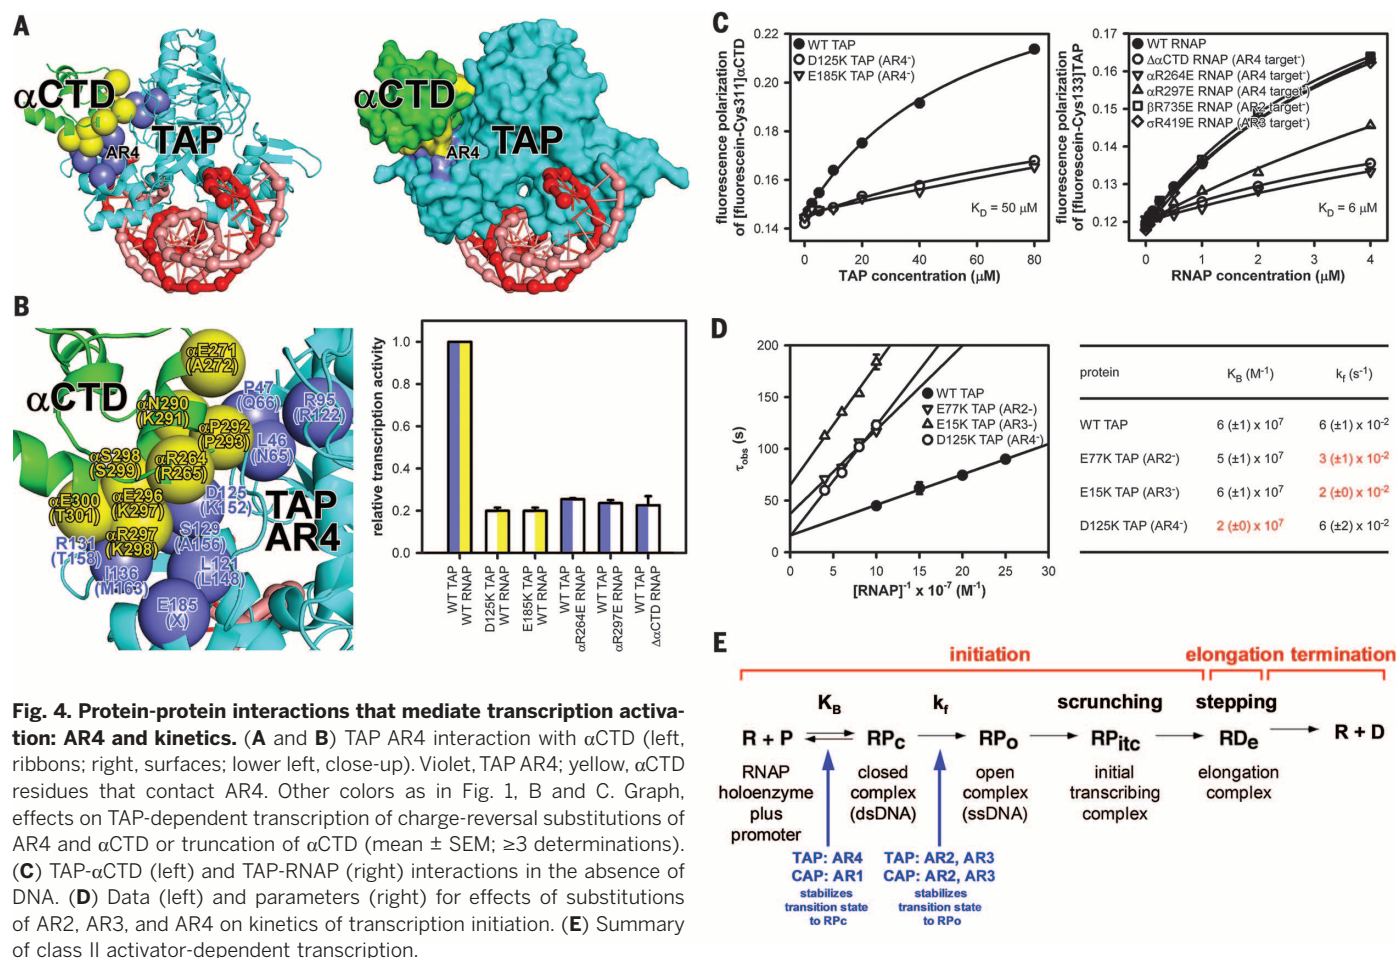 A
αCTD
AR4
TAP
αCTD
AR4
TAP
B
αCTD
αE271
(A272)
αN290
(K291)
αP292
(P293)
αS298
(S299)
αR264
(R265)
αE300
(T301)
αE296
(K297)
αR297
(K298)
P47
(Q66)
R95
(R122)
L46
(N65)
D125
(K152)
S129
(A156)
R131
(T158)
I136
(M163)
L121
(L148)
E185
(X)
TAP
AR4
relative transcription activity
1.0
0.8
0.6
0.4
0.2
0.0
WT TAP
WT RNAP
D125K TAP
WT RNAP
E185K TAP
WT RNAP
WT TAP
αR264E RNAP
WT TAP
αR297E RNAP
WT TAP
ΔαCTD RNAP
C
fluorescence polarization
of [fluorescein-Cys311]αCTD
0.22
0.20
0.18
0.16
0.14
WT TAP
D125K TAP (AR4⁻)
E185K TAP (AR4⁻)
K_D = 50 μM
0 20 40 60 80
TAP concentration (μM)
fluorescence polarization
of [fluorescein-Cys133]TAP
0.17
0.16
0.15
0.14
0.13
0.12
WT RNAP
ΔαCTD RNAP (AR4 target⁻)
αR264E RNAP (AR4 target⁻)
αR297E RNAP (AR4 target⁻)
βR735E RNAP (AR2 target⁻)
σR419E RNAP (AR3 target⁻)
K_D = 6 μM
0 1 2 3 4
RNAP concentration (μM)
D
τ_obs (s)
200
150
100
50
0
WT TAP
E77K TAP (AR2-)
E15K TAP (AR3-)
D125K TAP (AR4⁻)
0 5 10 15 20 25 30
[RNAP]⁻¹ x 10⁻⁷ (M⁻¹)
protein K_B (M⁻¹) k_f (s⁻¹)
WT TAP 6 (±1) x 10⁷ 6 (±1) x 10⁻²
E77K TAP (AR2⁻) 5 (±1) x 10⁷ 3 (±1) x 10⁻²
E15K TAP (AR3⁻) 6 (±1) x 10⁷ 2 (±0) x 10⁻²
D125K TAP (AR4⁻) 2 (±0) x 10⁷ 6 (±2) x 10⁻²
E
initiation elongation termination
K_B k_f scrunching stepping
R + P RP_c RP_o RP_itc RD_e R + D
RNAP closed open initial elongation
holoenzyme complex complex transcribing complex
plus (dsDNA) (ssDNA) complex
promoter
TAP: AR4 TAP: AR2, AR3
CAP: AR1 CAP: AR2, AR3
stabilizes stabilizes
transition state transition state
to RPc to RPo
Fig. 4. Protein-protein interactions that mediate transcription activa-
tion: AR4 and kinetics. (A and B) TAP AR4 interaction with αCTD (left,
ribbons; right, surfaces; lower left, close-up). Violet, TAP AR4; yellow, αCTD
residues that contact AR4. Other colors as in Fig. 1, B and C. Graph,
effects on TAP-dependent transcription of charge-reversal substitutions of
AR4 and αCTD or truncation of αCTD (mean ± SEM; ≥3 determinations).
(C) TAP-αCTD (left) and TAP-RNAP (right) interactions in the absence of
DNA. (D) Data (left) and parameters (right) for effects of substitutions
of AR2, AR3, and AR4 on kinetics of transcription initiation. (E) Summary
of class II activator-dependent transcription.